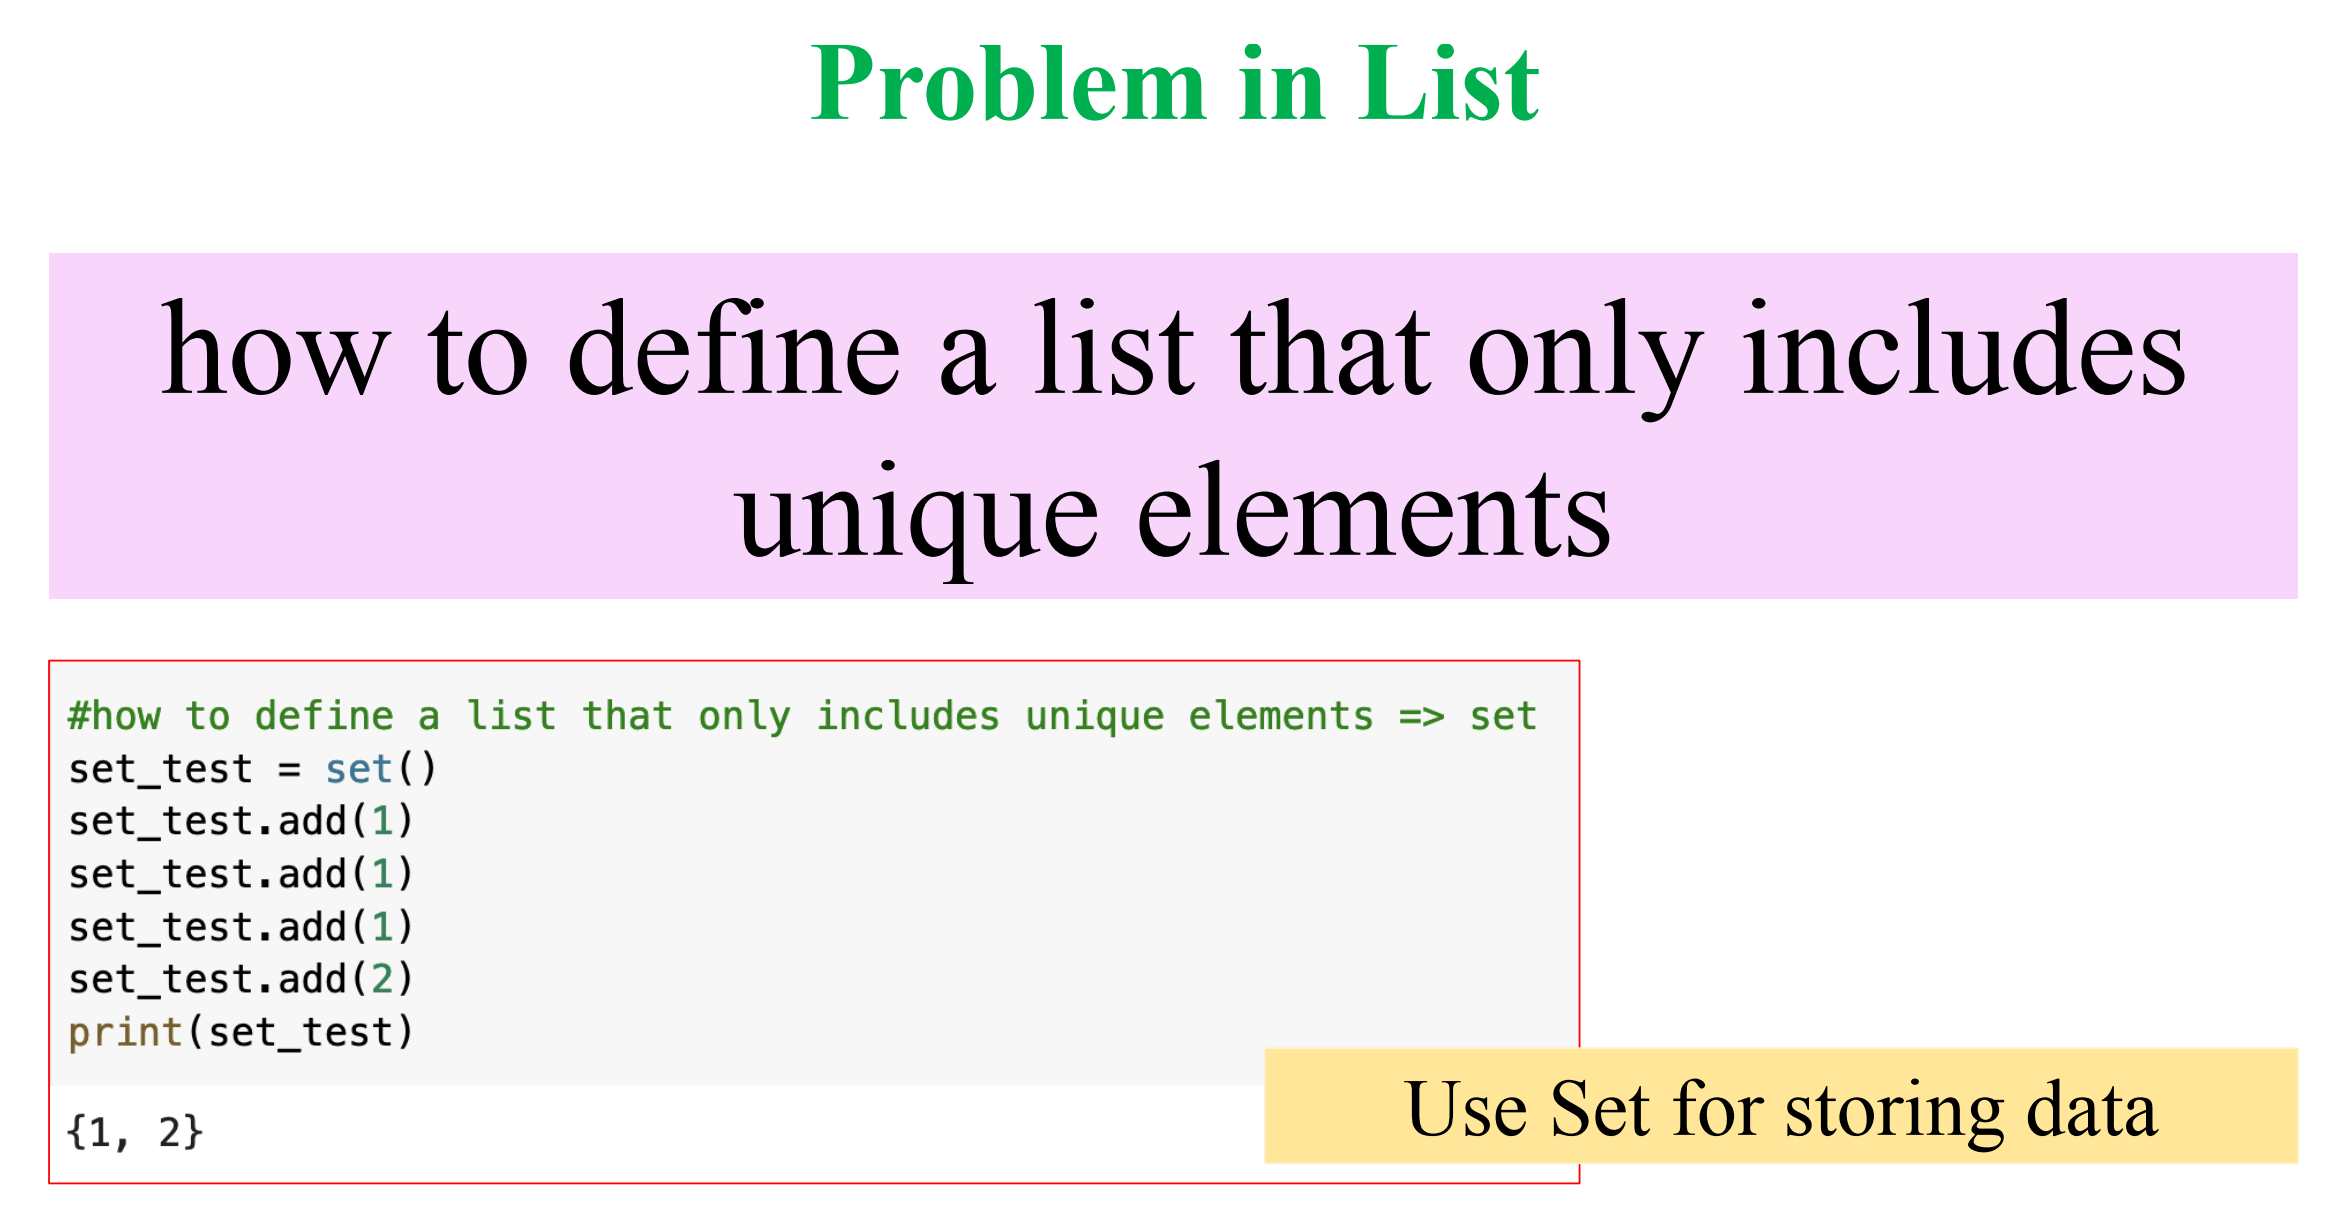 Problem in List
how to define a list that only includes
unique elements
#how to define a list that only includes unique elements => set
set_test = set()
set_test.add(1)
set_test.add(1)
set_test.add(1)
set_test.add(2)
print(set_test)
{1, 2}
Use Set for storing data